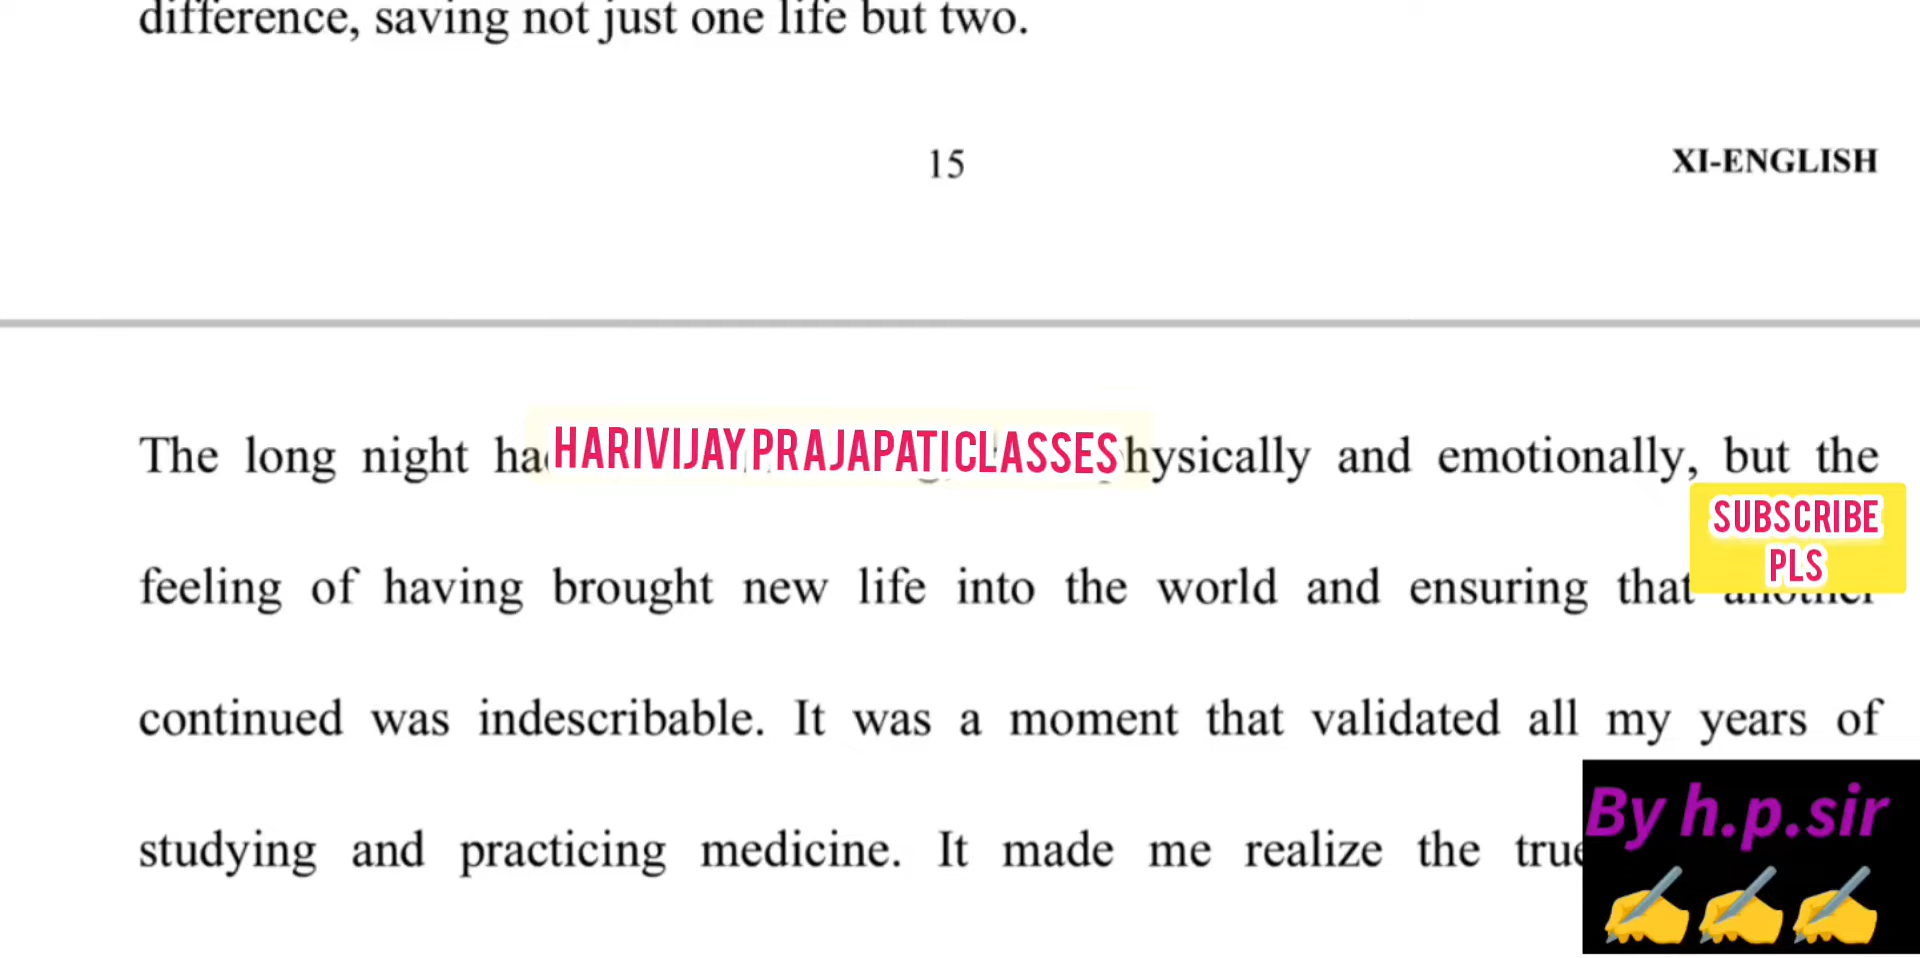 difference, saving not just one life but two.
15
XI-ENGLISH
The long night HARIVIJAY PRAJAPATI CLASSES and emotionally, but the
SUBSCRIBE
PLS
feeling of having brought new life into the world and ensuring that another
continued was indescribable. It was a moment that validated all my years of
By h.p.sir
studying and practicing medicine. It made me realize the true